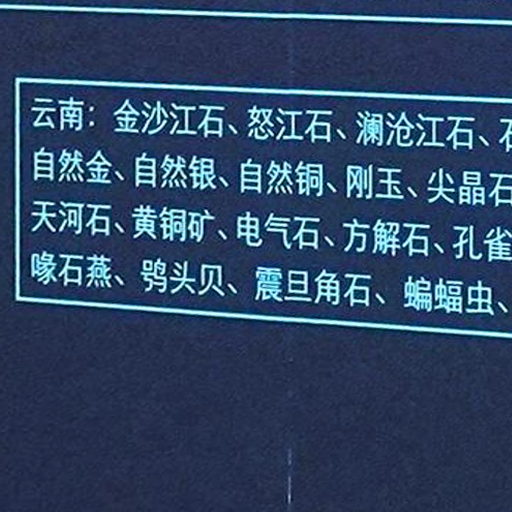 云南：金沙江石、怒江石、澜沧江石、石
自然金、自然银、自然铜、刚玉、尖晶石
天河石、黄铜矿、电气石、方解石、孔雀
喙石燕、鸮头贝、震旦角石、蝙蝠虫、